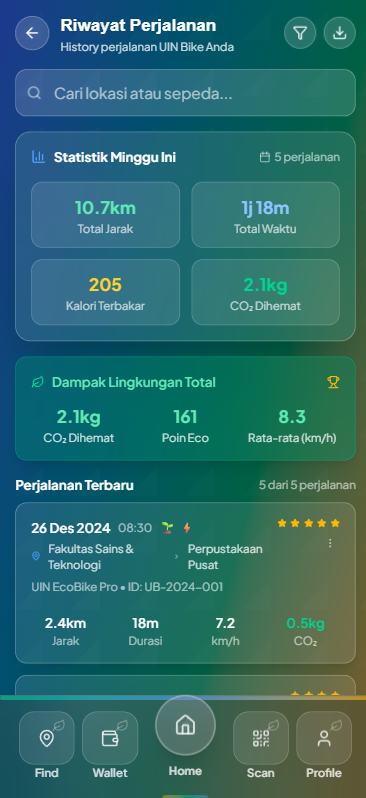 Riwayat Perjalanan
History perjalanan UIN Bike Anda
Cari lokasi atau sepeda...
Statistik Minggu Ini
5 perjalanan
10.7km
1j 18m
Total Jarak
Total Waktu
205
2.1kg
Kalori Terbakar
CO₂ Dihemat
Dampak Lingkungan Total
2.1kg
161
8.3
CO₂ Dihemat
Poin Eco
Rata-rata (km/h)
Perjalanan Terbaru
5 dari 5 perjalanan
26 Des 2024 08:30
Fakultas Sains &
Teknologi
Perpustakaan
Pusat
UIN EcoBike Pro • ID: UB-2024-001
2.4km
18m
7.2
0.5kg
Jarak
Durasi
km/h
CO₂
Find
Wallet
Home
Scan
Profile